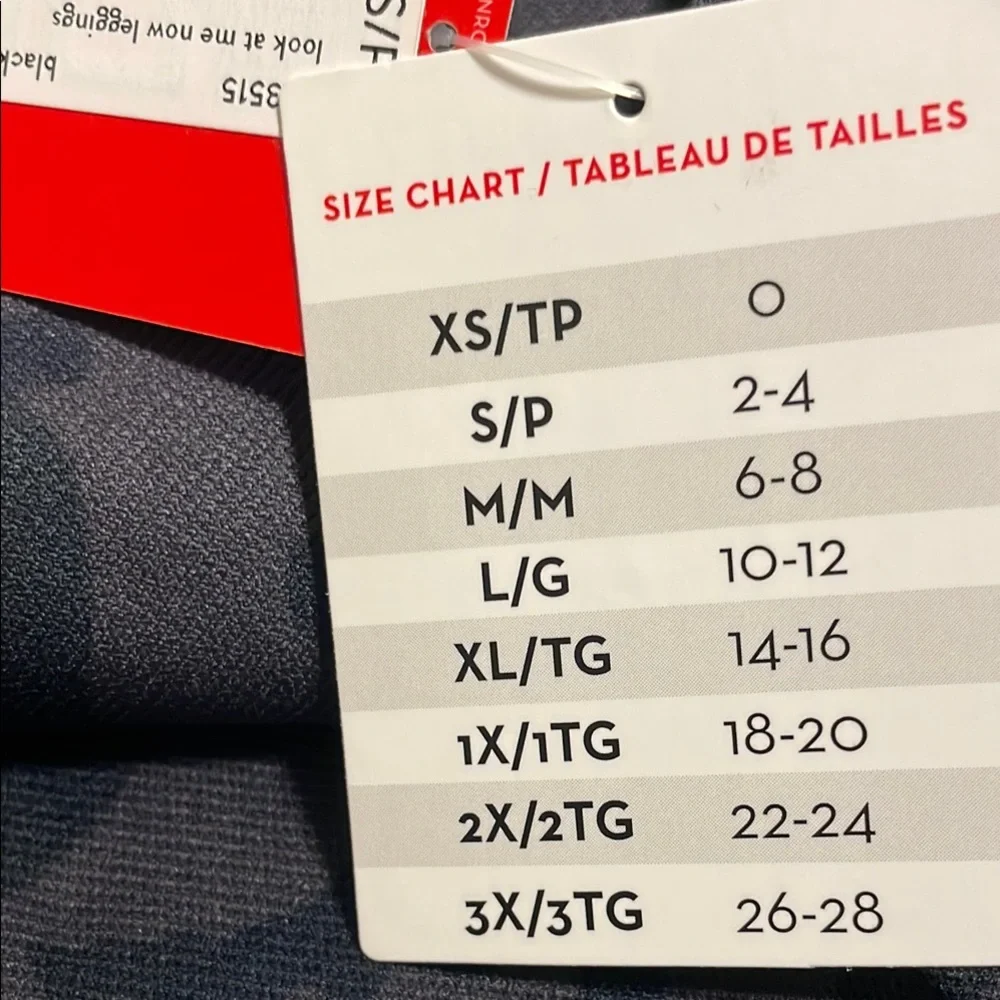 look at me now leggings
3515
black
S/P
SIZE CHART / TABLEAU DE TAILLES
XS/TP 0
S/P 2-4
M/M 6-8
L/G 10-12
XL/TG 14-16
1X/1TG 18-20
2X/2TG 22-24
3X/3TG 26-28